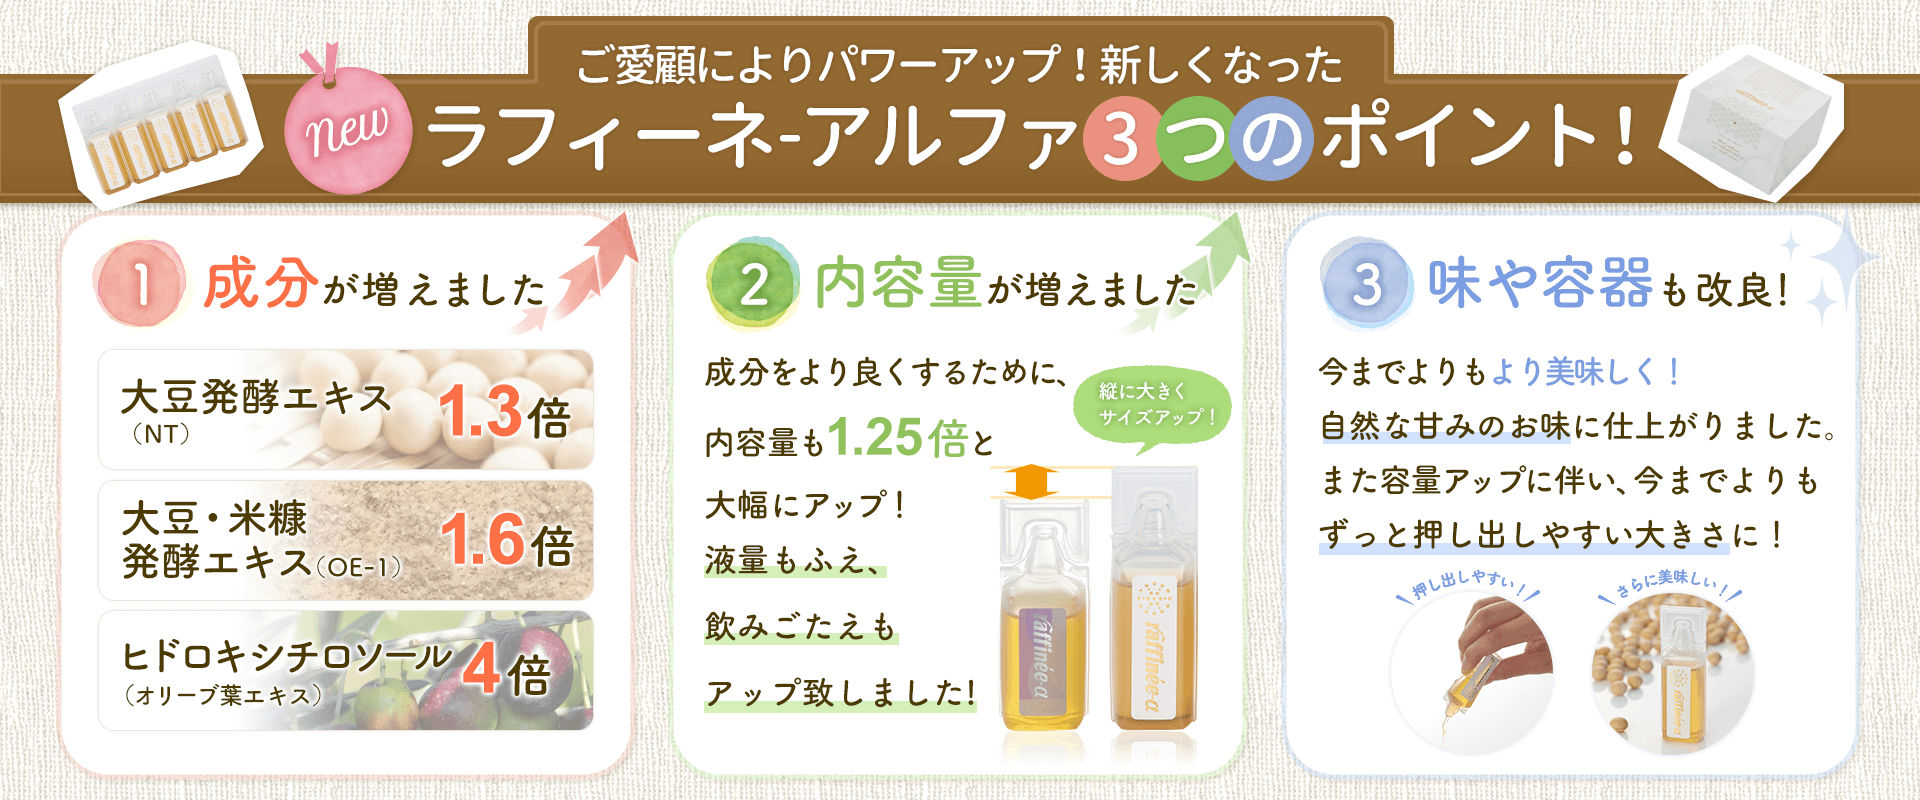 ご愛顧によりパワーアップ！新しくなった
new
ラフィーネ-アルファ3つのポイント！
1 成分が増えました
大豆発酵エキス
（NT）
1.3倍
大豆・米糠
発酵エキス（OE-1）
1.6倍
ヒドロキシチロソール
（オリーブ葉エキス）
4倍
2 内容量が増えました
成分をより良くするために、
内容量も1.25倍と
大幅にアップ！
液量もふえ、
飲みごたえも
アップ致しました!
縦に大きく
サイズアップ！
raffinée-α
raffinée-α
3 味や容器も改良!
今までよりもより美味しく！
自然な甘みのお味に仕上がりました。
また容量アップに伴い、今までよりも
ずっと押し出しやすい大きさに！
押し出しやすい！
さらに美味しい！